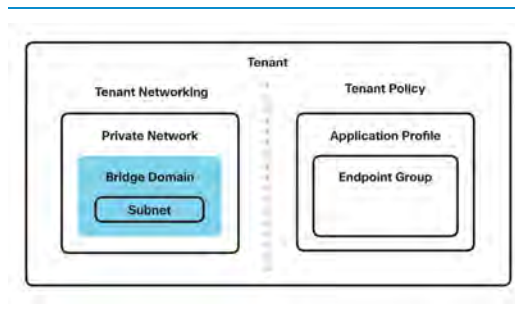 Tenant
Tenant Networking
Private Network
Bridge Domain
Subnet
Tenant Policy
Application Profile
Endpoint Group